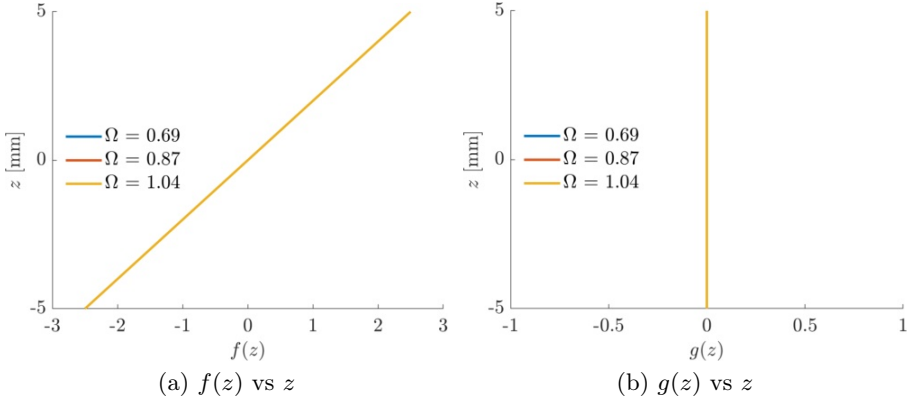 5
0
-5
z [mm]
Ω = 0.69
Ω = 0.87
Ω = 1.04
-3 -2 -1 0 1 2 3
f(z)
(a) f(z) vs z
5
0
-5
z [mm]
Ω = 0.69
Ω = 0.87
Ω = 1.04
-1 -0.5 0 0.5 1
g(z)
(b) g(z) vs z